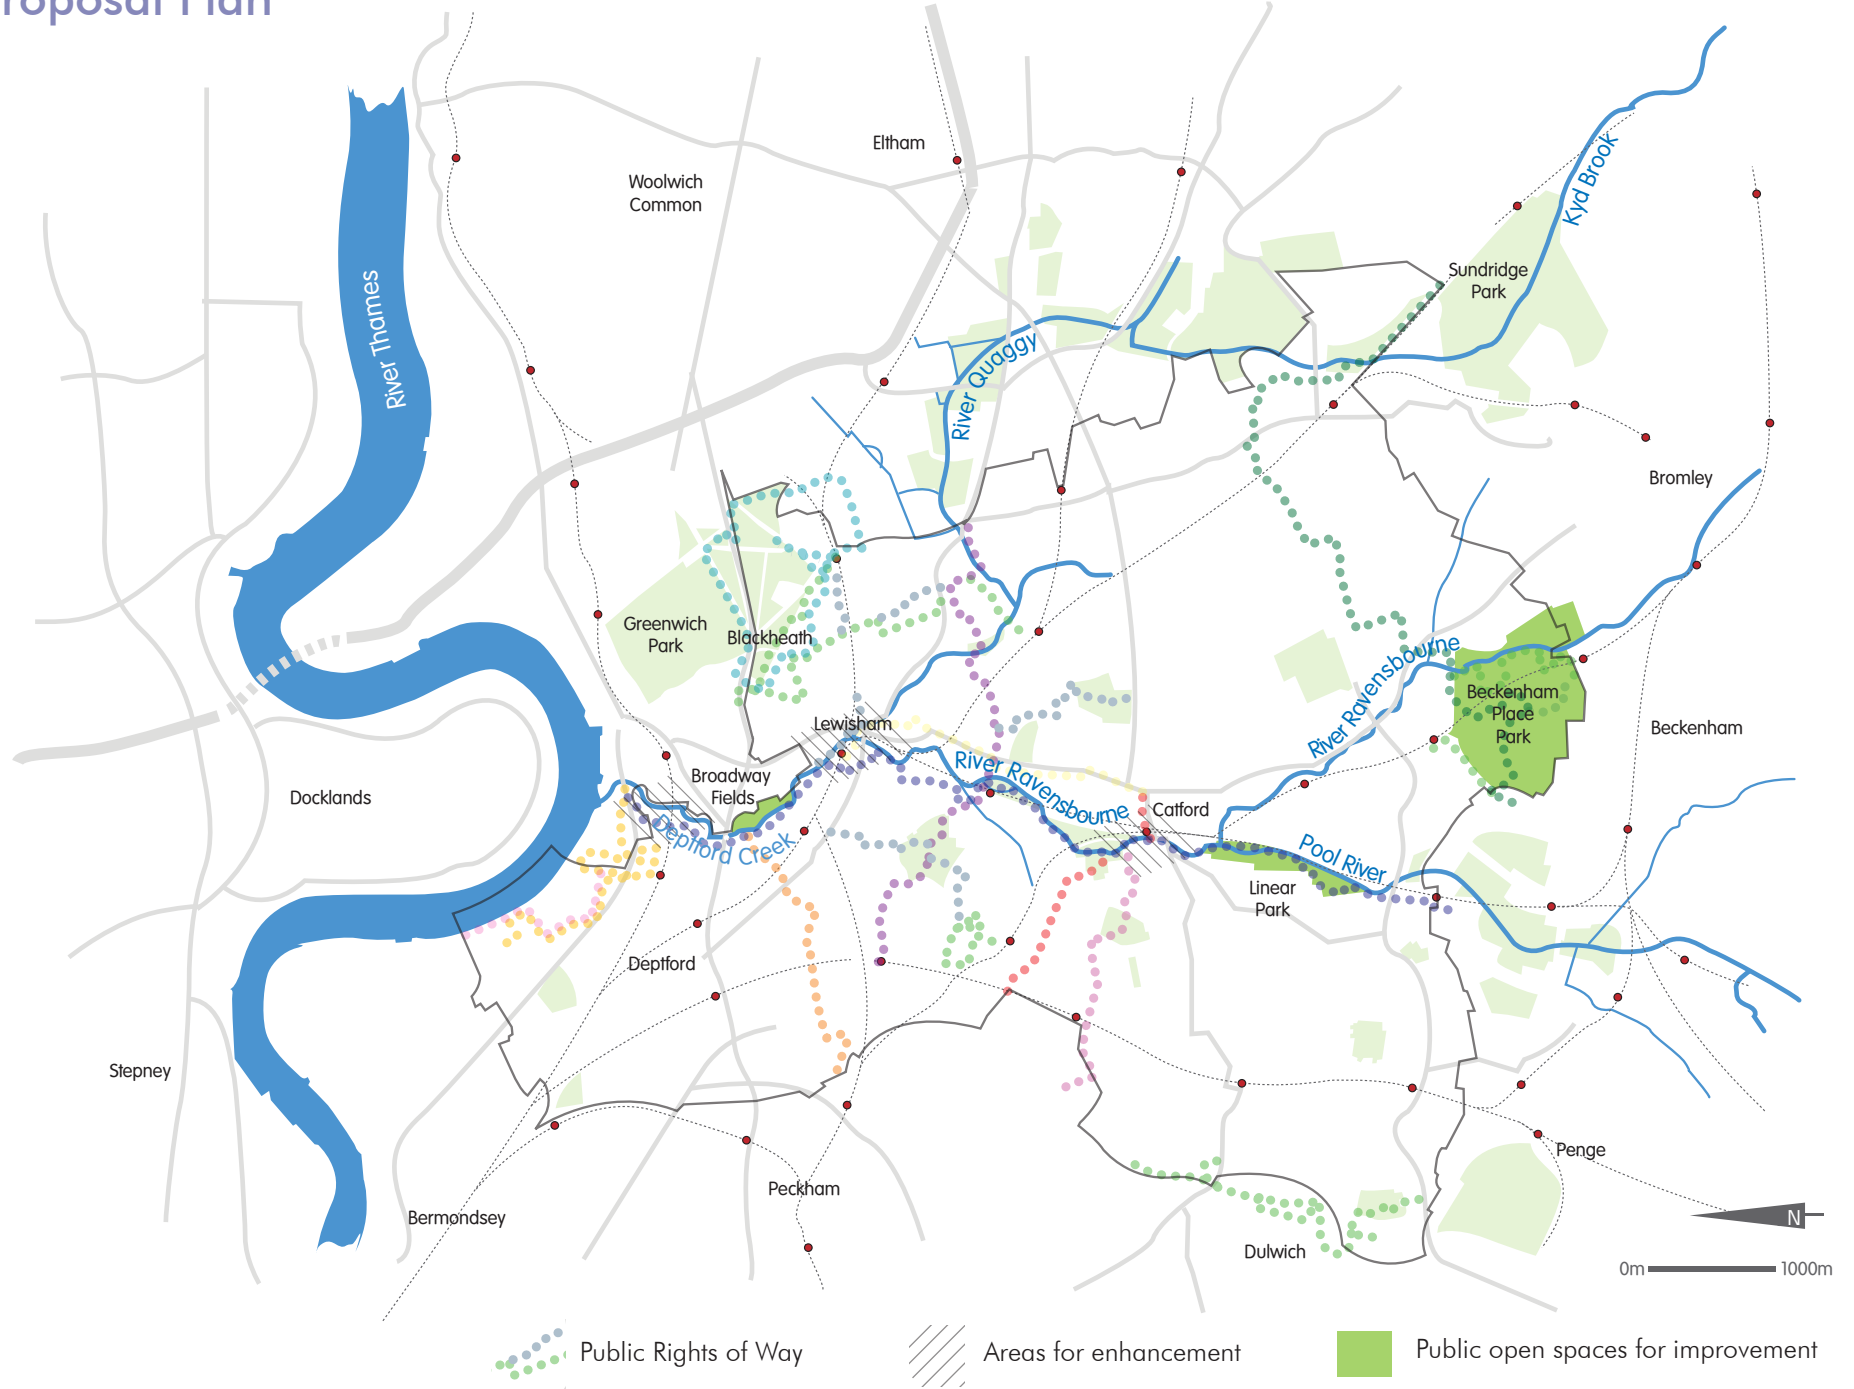 roposal Plan
Eltham
Woolwich
Common
Kyd Brook
Sundridge
Park
River Thames
River Quaggy
Bromley
Greenwich
Park
Blackheath
River Ravensbourne
Beckenham
Place
Park
Beckenham
Lewisham
River Ravensbourne
Broadway
Fields
Docklands
Catford
Deptford Creek
Pool River
Linear
Park
Deptford
Stepney
Penge
Peckham
Bermondsey
Dulwich
N
0m
1000m
Public Rights of Way
Areas for enhancement
Public open spaces for improvement